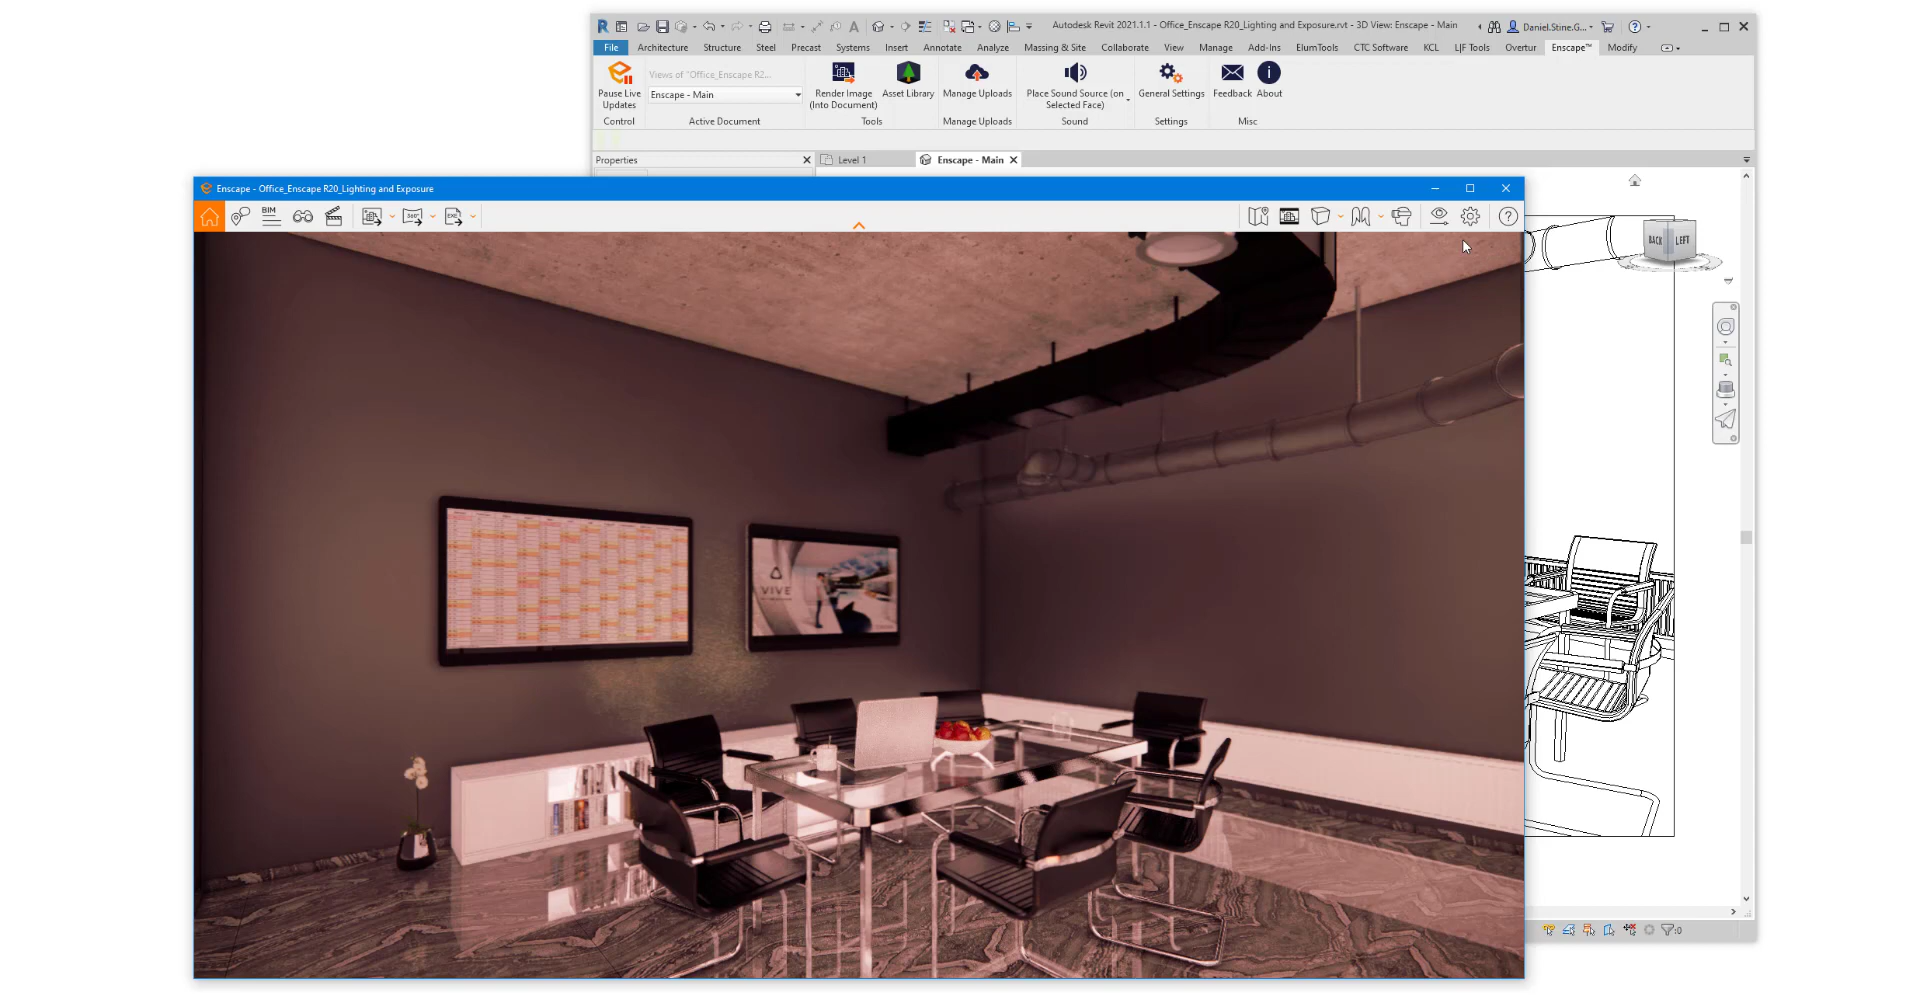 Autodesk Revit 2021.1.1 - Office_Enscape R20_Lighting and Exposure.rvt - 3D View: Enscape - Main
Daniel.Stine.G...
File Architecture Structure Steel Precast Systems Insert Annotate Analyze Massing & Site Collaborate View Manage Add-Ins ElumTools CTC Software KCL LJF Tools Overtur Enscape™ Modify
Views of "Office_Enscape R2...
Pause Live Updates
Enscape - Main
Render Image (Into Document)
Asset Library
Manage Uploads
Place Sound Source (on Selected Face)
General Settings
Feedback
About
Control Active Document Tools Manage Uploads Sound Settings Misc
Properties
Level 1
Enscape - Main
Enscape - Office_Enscape R20_Lighting and Exposure
BIM
360°
EXE
BACK LEFT
VIVE
:0